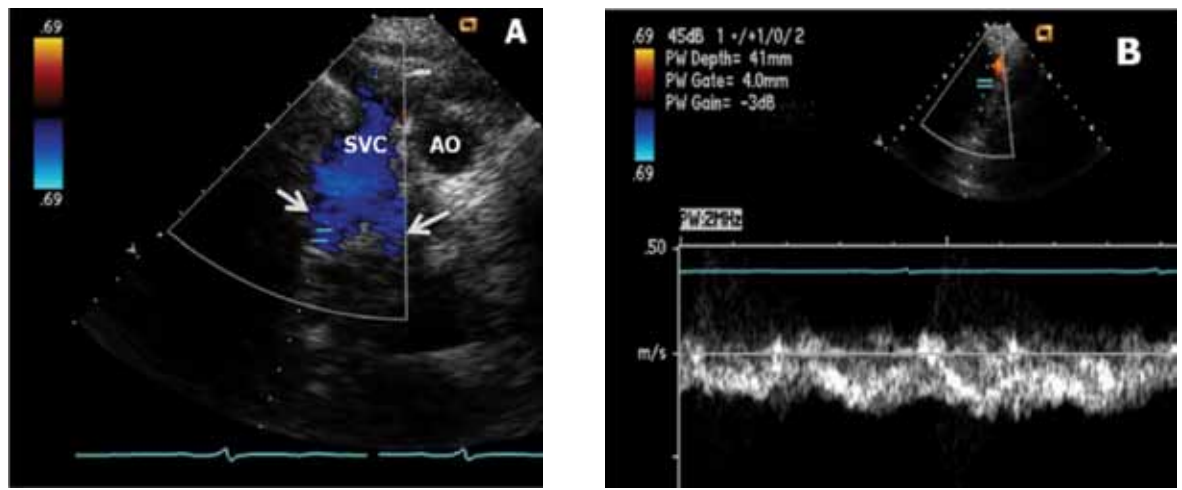 .69
A
SVC
AO
.69
.69
45dB 1 +/+1/0/2
PW Depth= 41mm
PW Gate= 4.0mm
PW Gain= -3dB
B
.69
PW:2MHz
.50
m/s